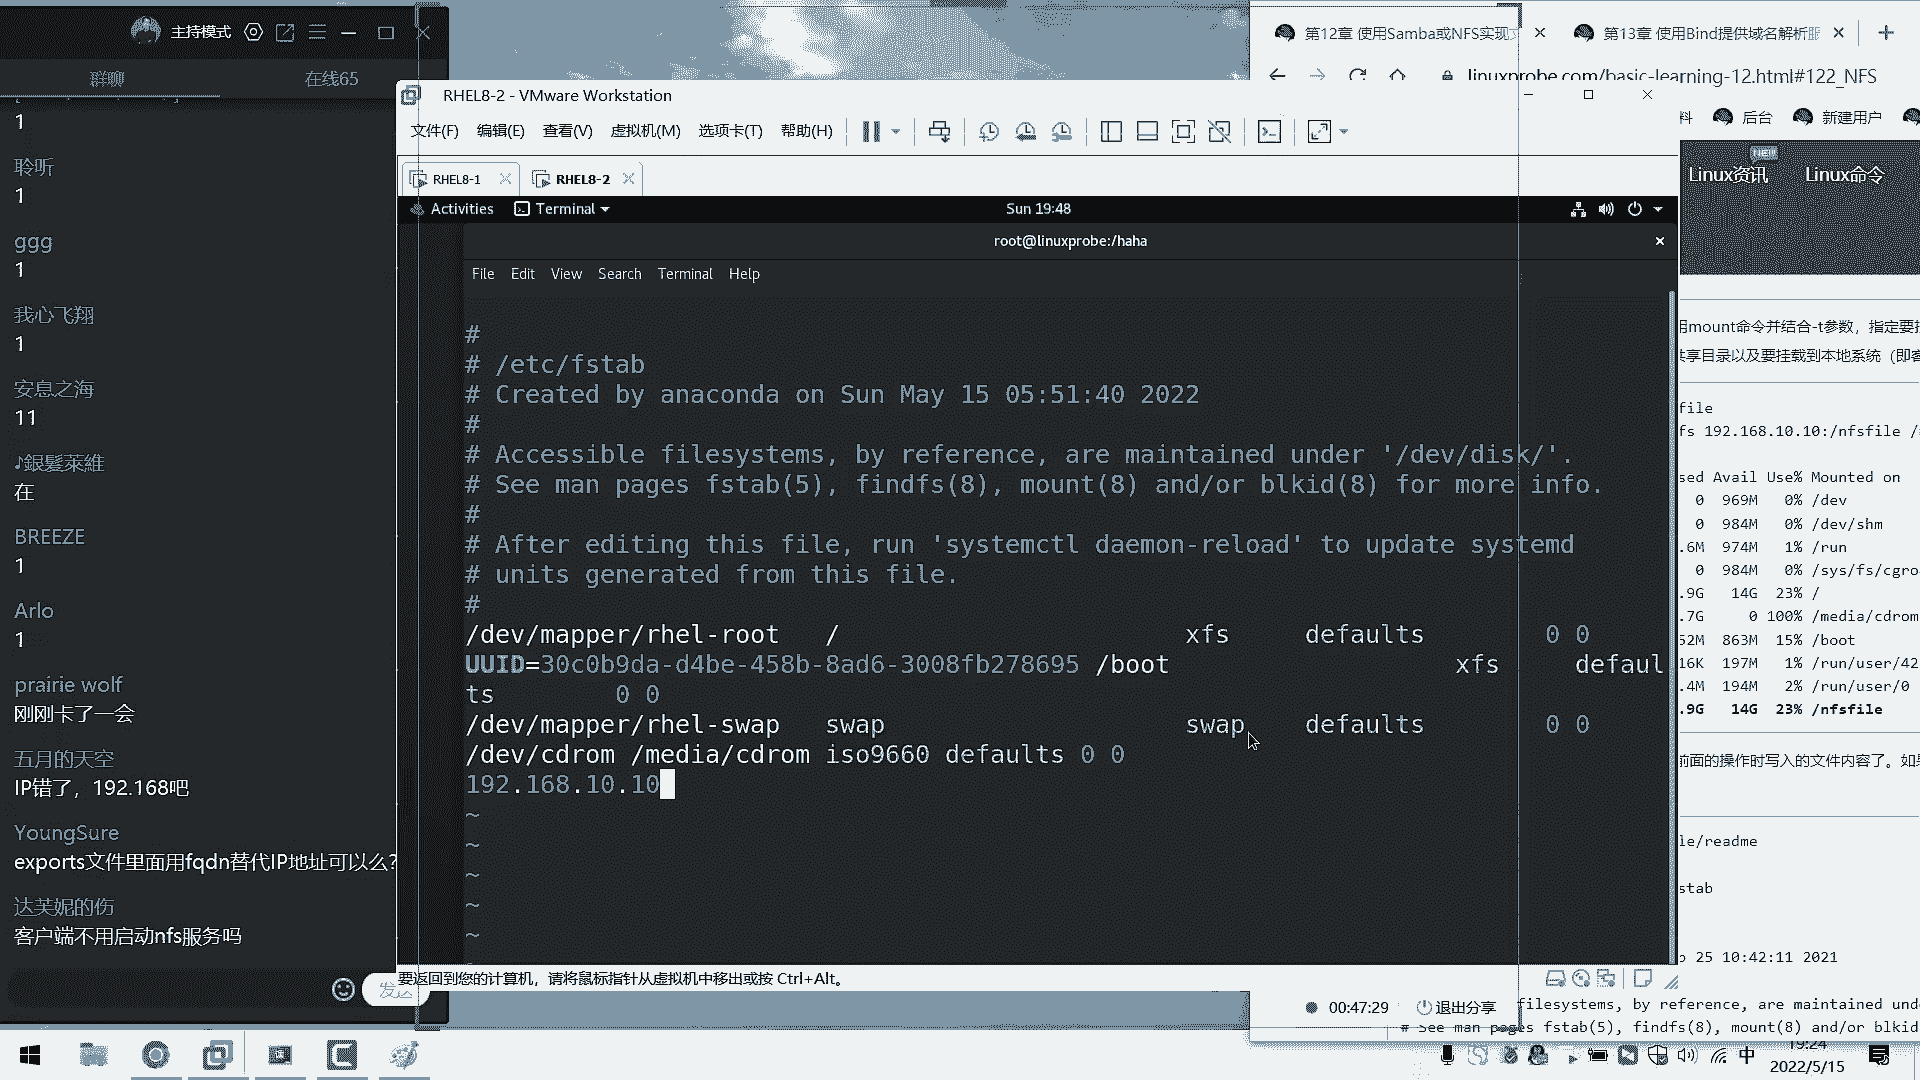 主持模式
群聊
在线65
1
聆听
1
ggg
1
我心飞翔
1
安息之海
11
♪銀髮萊維
在
BREEZE
1
Arlo
1
prairie wolf
刚刚卡了一会
五月的天空
IP错了，192.168吧
YoungSure
exports文件里面用fqdn替代IP地址可以么?
达芙妮的伤
客户端不用启动nfs服务吗
发送
第12章 使用Samba或NFS实现文
第13章 使用Bind提供域名解析服
linuxprobe.com/basic-learning-12.html#122_NFS
料
后台
新建用户
NEW
Linux资讯
Linux命令
RHEL8-2 - VMware Workstation
文件(F) 编辑(E) 查看(V) 虚拟机(M) 选项卡(T) 帮助(H)
RHEL8-1
RHEL8-2
Activities
Terminal
Sun 19:48
root@linuxprobe:/haha
File Edit View Search Terminal Help
#
# /etc/fstab
# Created by anaconda on Sun May 15 05:51:40 2022
#
# Accessible filesystems, by reference, are maintained under '/dev/disk/'.
# See man pages fstab(5), findfs(8), mount(8) and/or blkid(8) for more info.
#
# After editing this file, run 'systemctl daemon-reload' to update systemd
# units generated from this file.
#
/dev/mapper/rhel-root / xfs defaults 0 0
UUID=30c0b9da-d4be-458b-8ad6-3008fb278695 /boot xfs defaul
ts 0 0
/dev/mapper/rhel-swap swap swap defaults 0 0
/dev/cdrom /media/cdrom iso9660 defaults 0 0
192.168.10.10
~
~
~
~
~
要返回到您的计算机，请将鼠标指针从虚拟机中移出或按 Ctrl+Alt。
用mount命令并结合-t参数，指定要挂
共享目录以及要挂载到本地系统（即客
file
fs 192.168.10.10:/nfsfile /
sed Avail Use% Mounted on
0 969M 0% /dev
0 984M 0% /dev/shm
.6M 974M 1% /run
0 984M 0% /sys/fs/cgro
.9G 14G 23% /
.7G 0 100% /media/cdrom
52M 863M 15% /boot
16K 197M 1% /run/user/42
.4M 194M 2% /run/user/0
.9G 14G 23% /nfsfile
前面的操作时写入的文件内容了。如果
le/readme
stab
p 25 10:42:11 2021
filesystems, by reference, are maintained und
# See man pages fstab(5), findfs(8), mount(8) and/or blkid
00:47:29
退出分享
中
19:24
2022/5/15